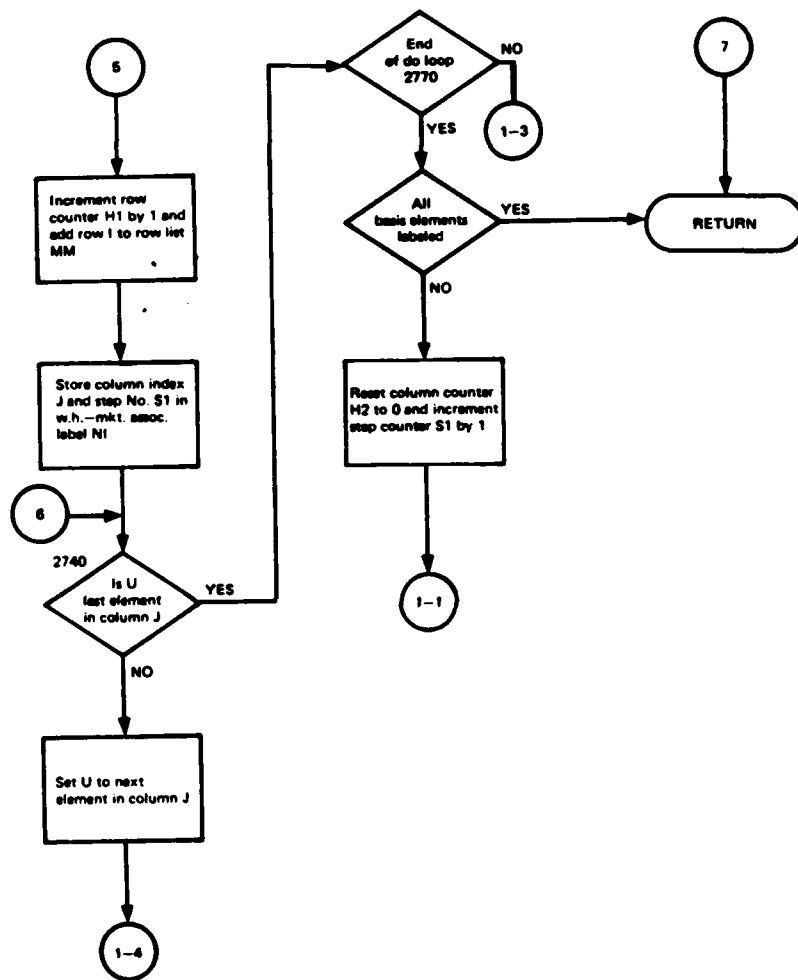 5
Increment row
counter H1 by 1 and
add row I to row list
MM
Store column index
J and step No. S1 in
w.h.–mkt. assoc.
label NI
6
2740
Is U
last element
in column J
YES
NO
Set U to next
element in column J
1–4
End
of do loop
2770
NO
1–3
YES
All
basis elements
labeled
YES
NO
Reset column counter
H2 to 0 and increment
step counter S1 by 1
1–1
7
RETURN